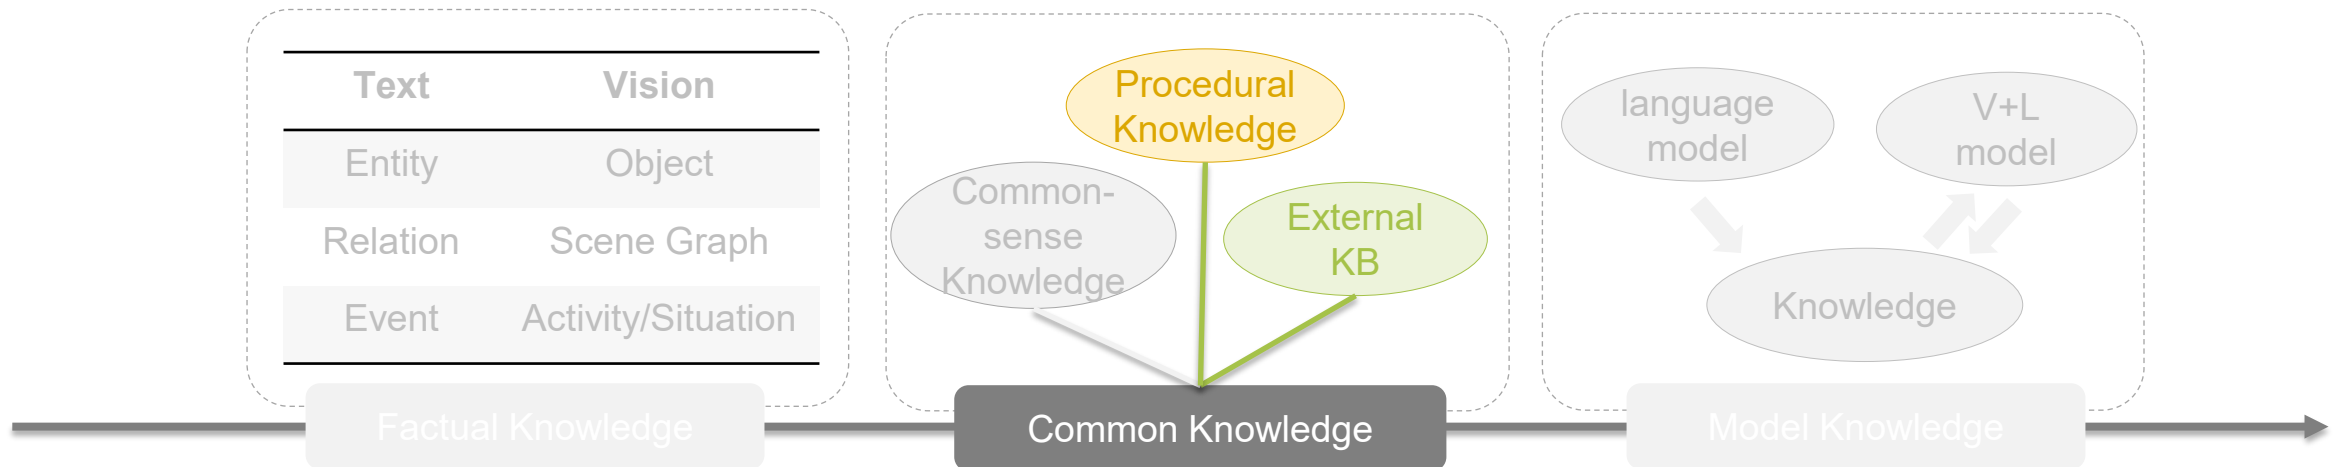 Text Vision
Entity Object
Relation Scene Graph
Event Activity/Situation
Factual Knowledge
Procedural
Knowledge
Common-
sense
Knowledge
External
KB
Common Knowledge
language
model
V+L
model
Knowledge
Model Knowledge